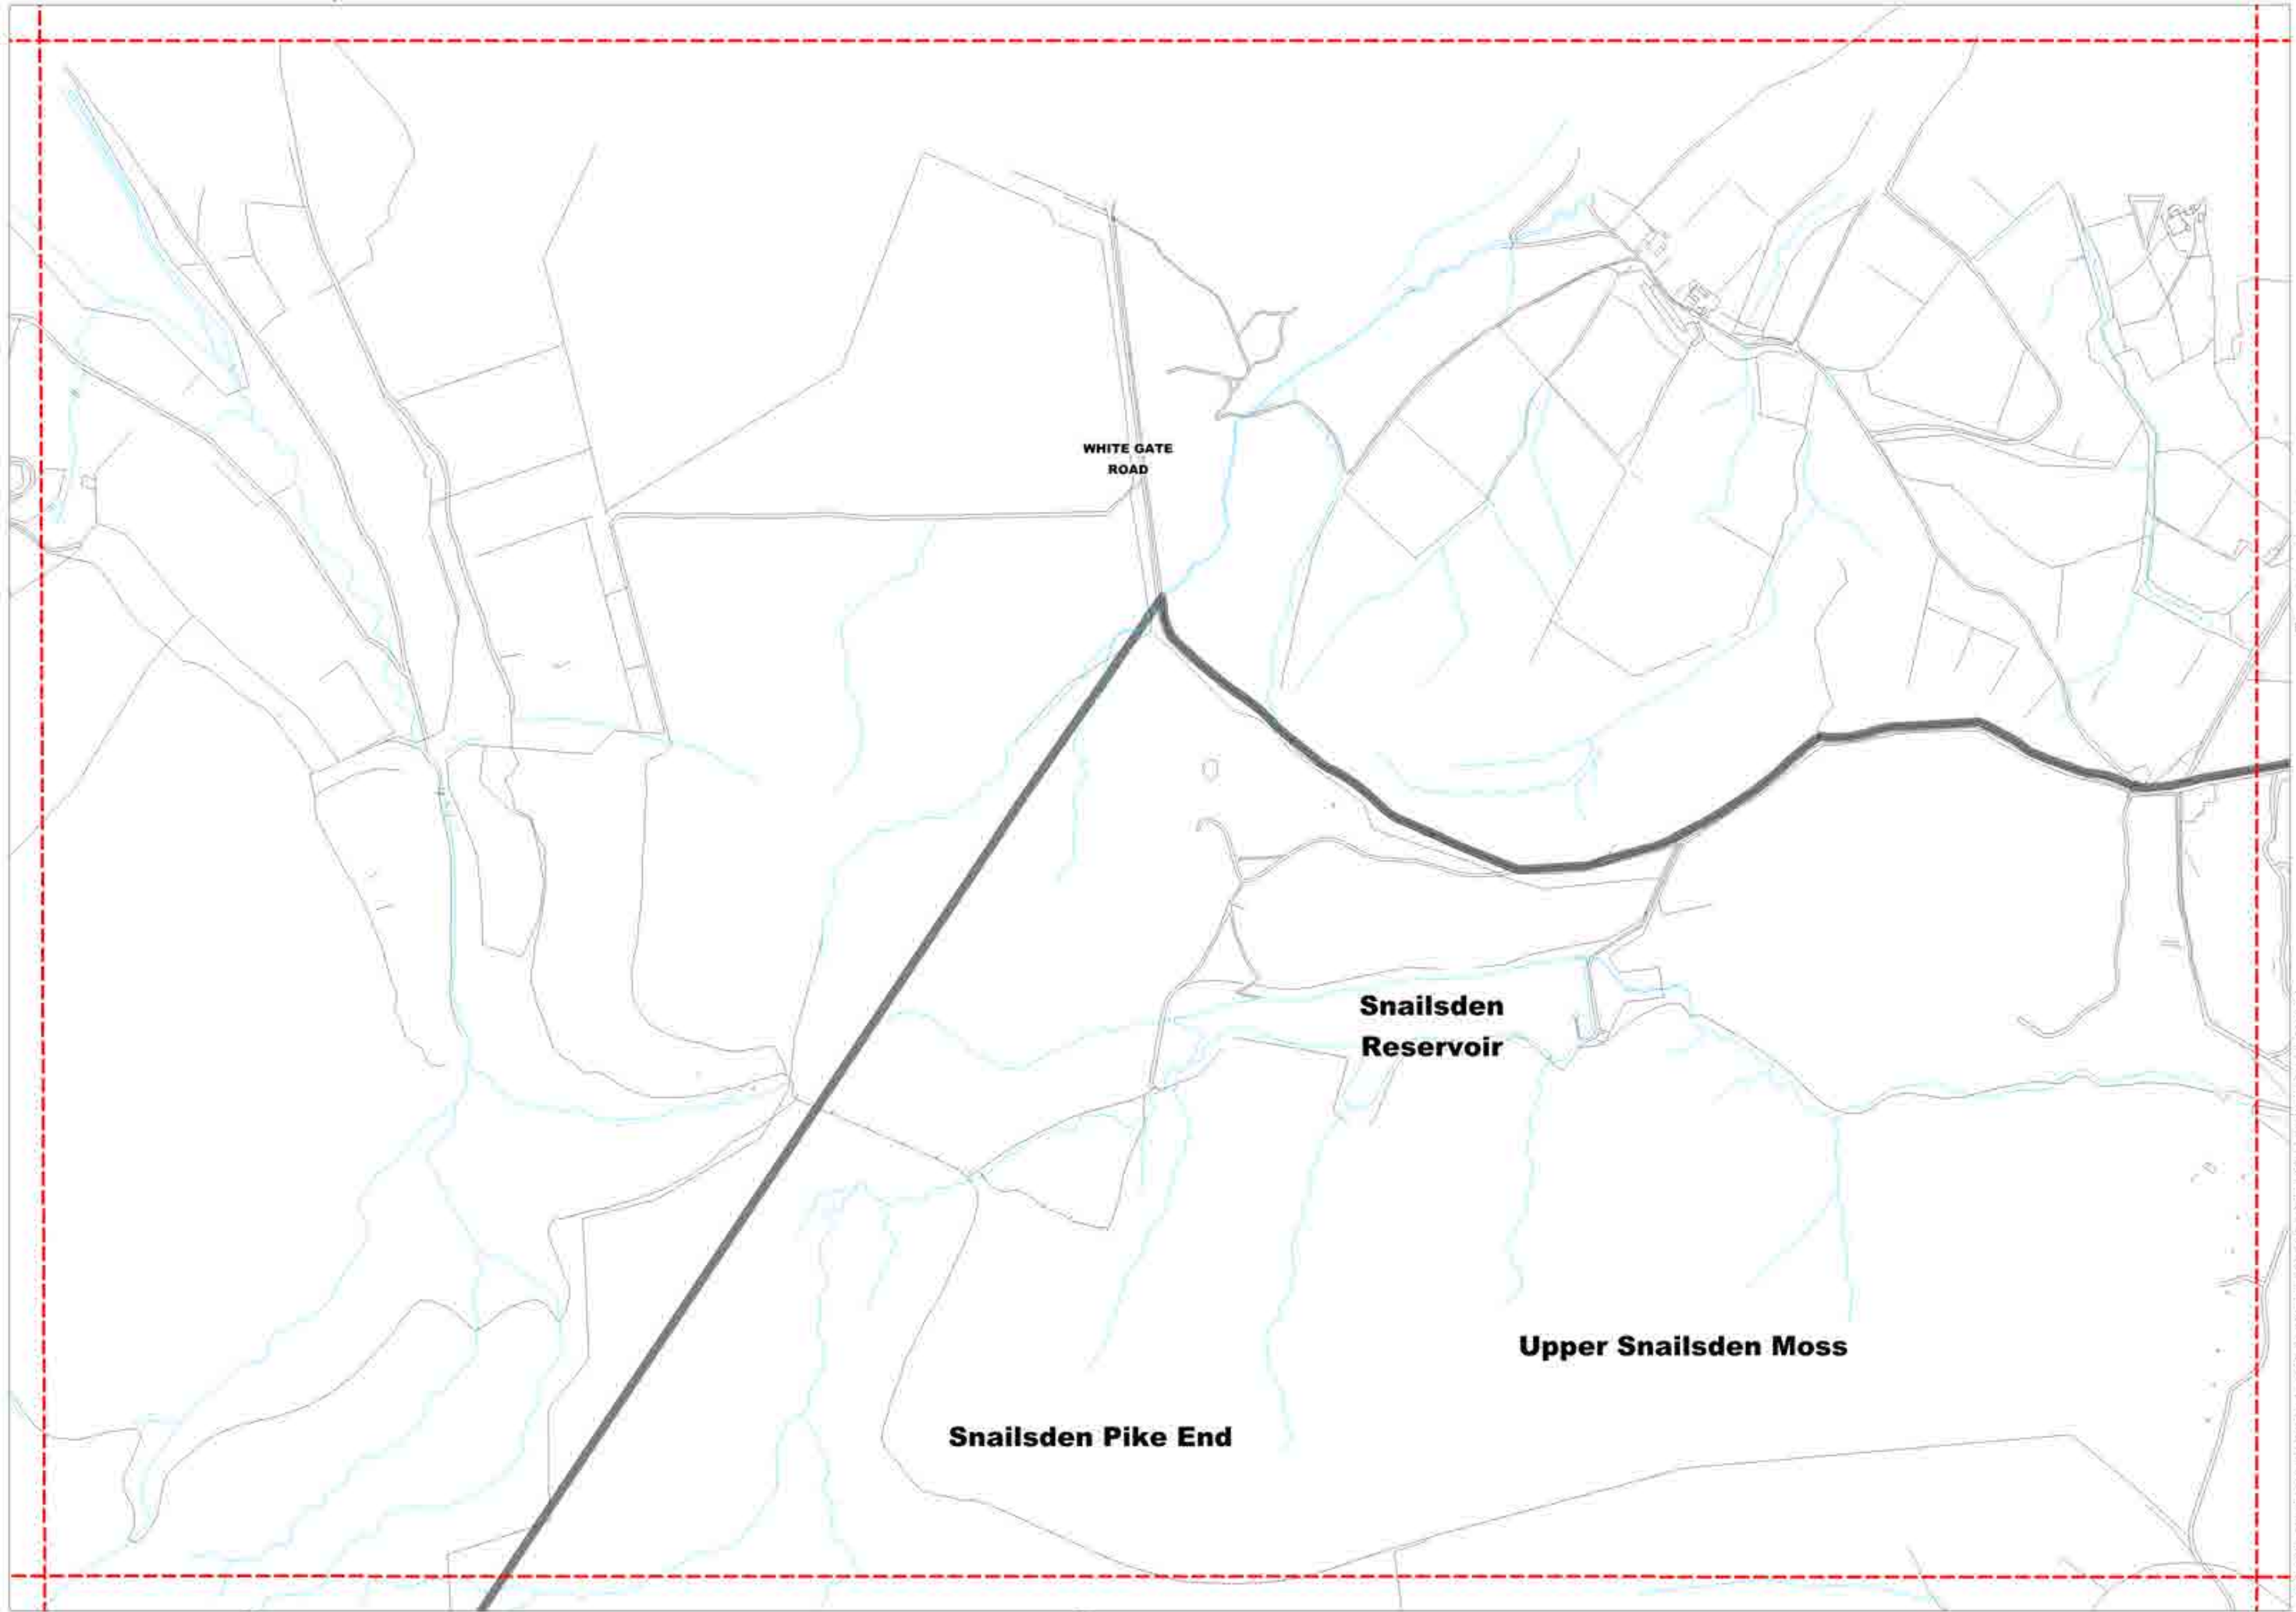 WHITE GATE
ROAD
Snailsden
Reservoir
Upper Snailsden Moss
Snailsden Pike End